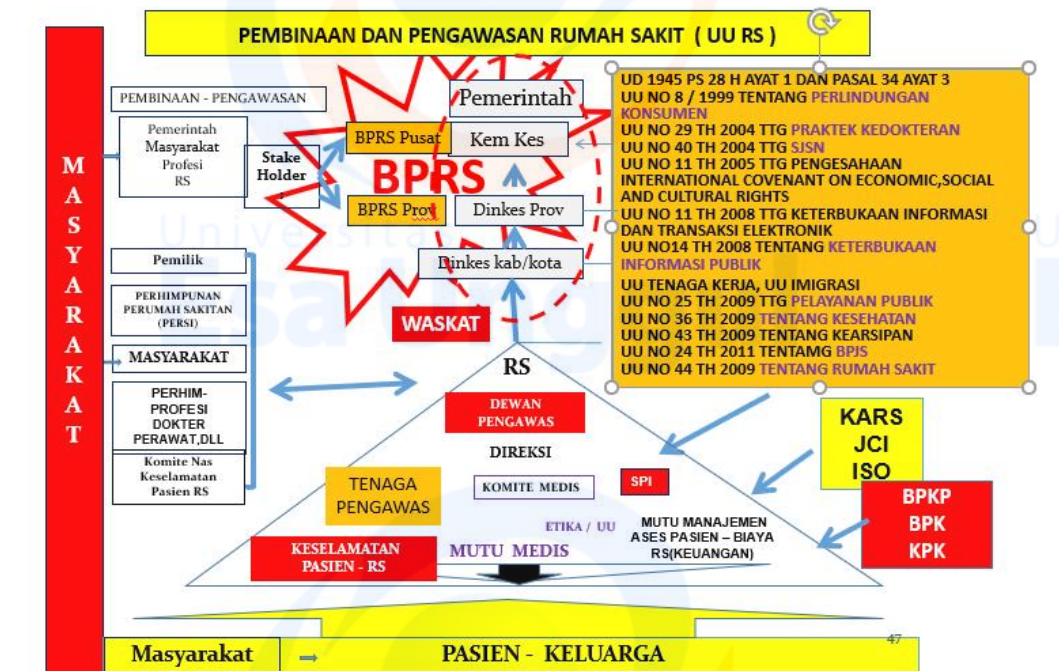 PEMBINAAN DAN PENGAWASAN RUMAH SAKIT ( UU RS )
M
A
S
Y
A
R
A
K
A
T
PEMBINAAN - PENGAWASAN
Pemerintah
Masyarakat
Profesi
RS
Stake
Holder
BPRS Pusat
BPRS
BPRS Prov
Pemerintah
Kem Kes
Dinkes Prov
Dinkes kab/kota
WASKAT
UD 1945 PS 28 H AYAT 1 DAN PASAL 34 AYAT 3
UU NO 8 / 1999 TENTANG PERLINDUNGAN
KONSUMEN
UU NO 29 TH 2004 TTG PRAKTEK KEDOKTERAN
UU NO 40 TH 2004 TTG SJSN
UU NO 11 TH 2005 TTG PENGESAHAAN
INTERNATIONAL COVENANT ON ECONOMIC,SOCIAL
AND CULTURAL RIGHTS
UU NO 11 TH 2008 TTG KETERBUKAAN INFORMASI
DAN TRANSAKSI ELEKTRONIK
UU NO14 TH 2008 TENTANG KETERBUKAAN
INFORMASI PUBLIK
UU TENAGA KERJA, UU IMIGRASI
UU NO 25 TH 2009 TTG PELAYANAN PUBLIK
UU NO 36 TH 2009 TENTANG KESEHATAN
UU NO 43 TH 2009 TENTANG KEARSIPAN
UU NO 24 TH 2011 TENTAMG BPJS
UU NO 44 TH 2009 TENTANG RUMAH SAKIT
Pemilik
PERHIMPUNAN
PERUMAH SAKITAN
(PERSI)
MASYARAKAT
PERHIM-
PROFESI
DOKTER
PERAWAT,DLL
Komite Nas
Keselamatan
Pasien RS
RS
DEWAN
PENGAWAS
DIREKSI
KOMITE MEDIS
SPI
TENAGA
PENGAWAS
ETIKA / UU
MUTU MEDIS
KESELAMATAN
PASIEN - RS
MUTU MANAJEMEN
ASES PASIEN – BIAYA
RS(KEUANGAN)
KARS
JCI
ISO
BPKP
BPK
KPK
47
Masyarakat
PASIEN - KELUARGA
Universitas
Esa Ung